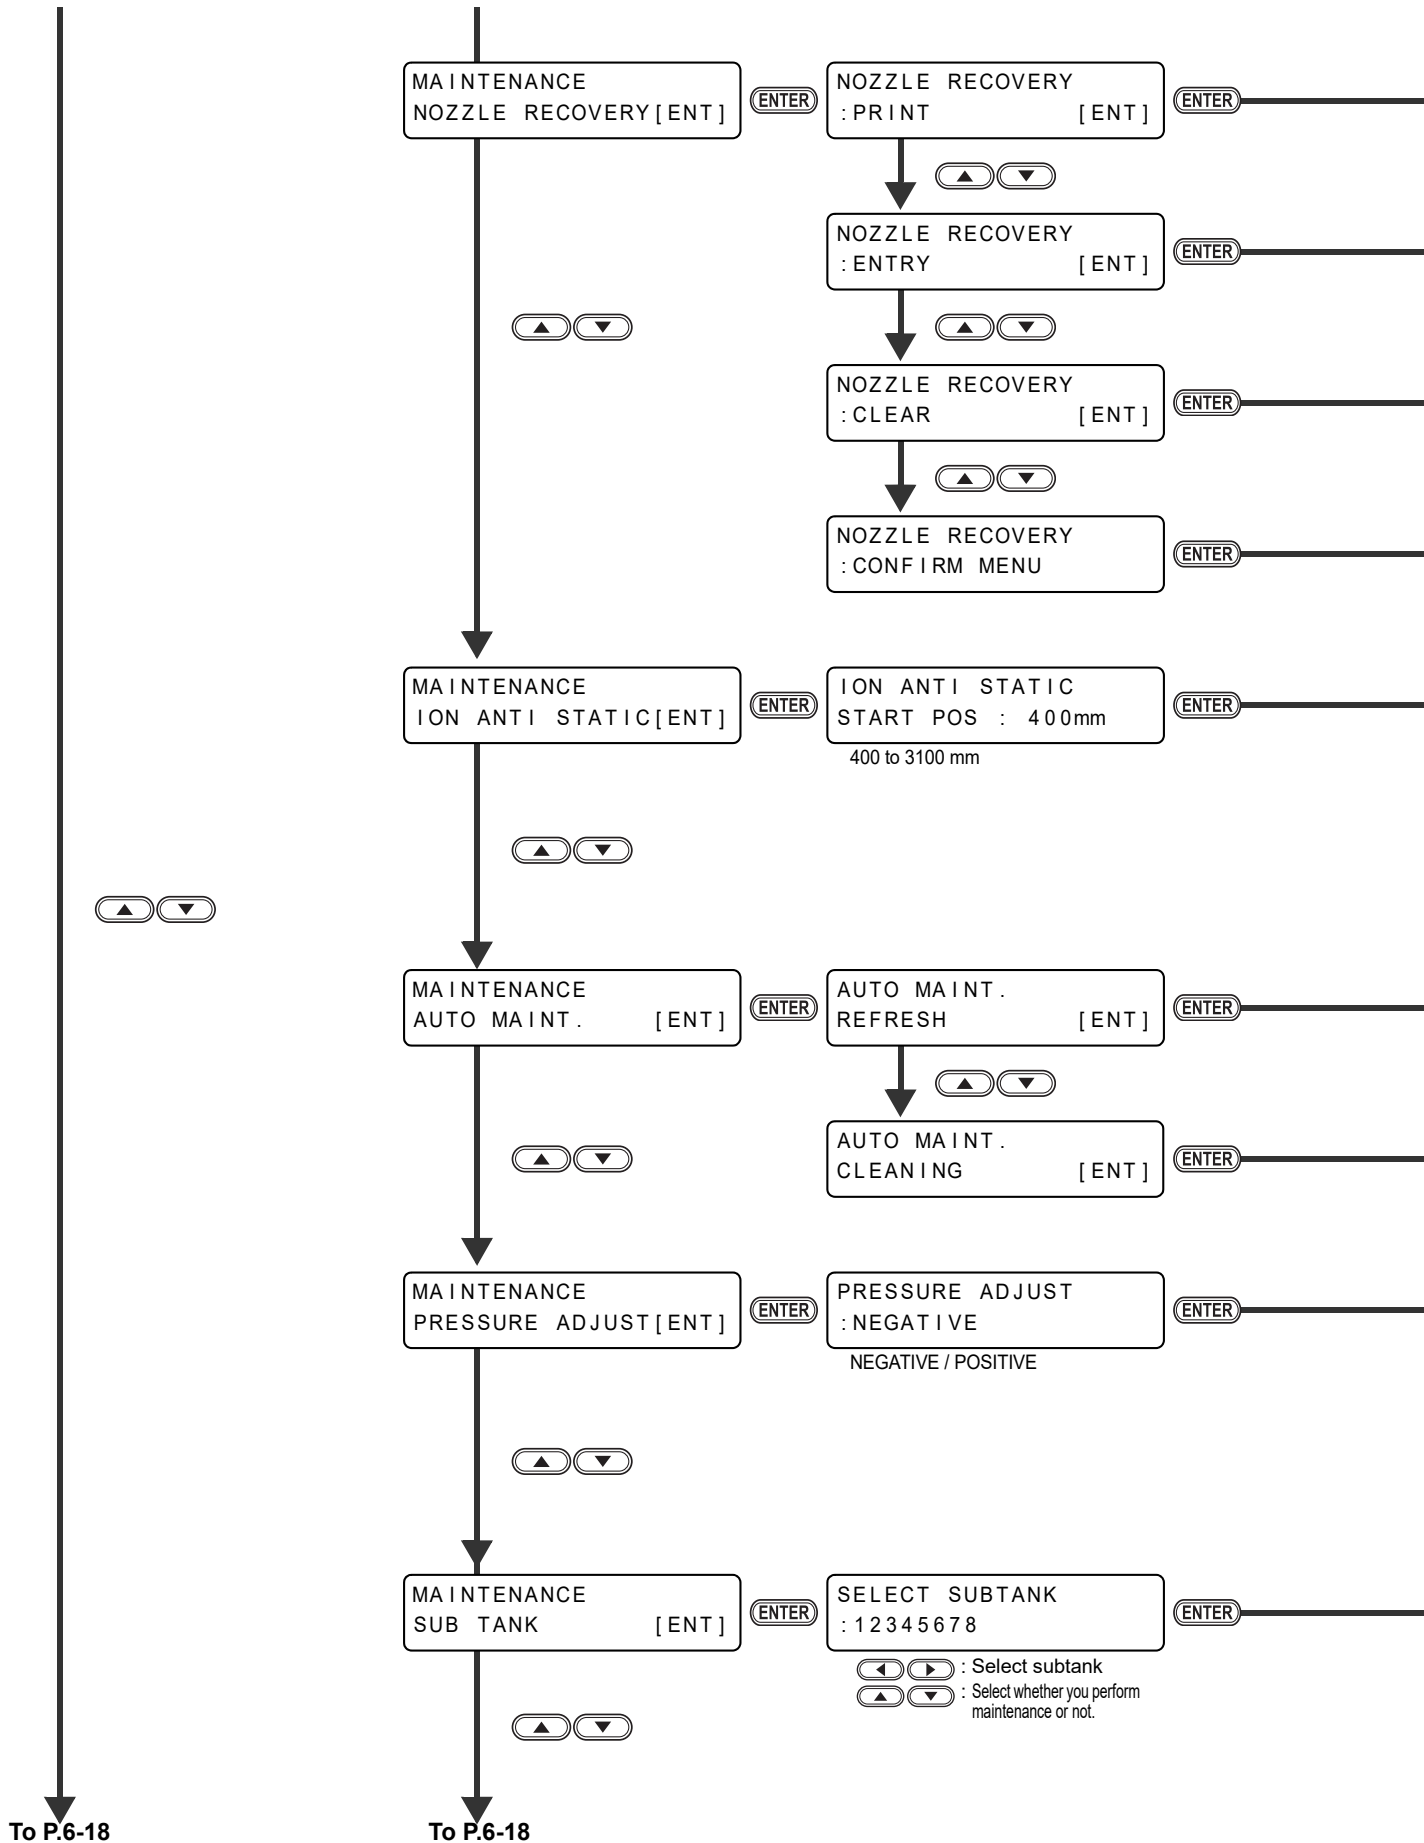 MAINTENANCE
NOZZLE RECOVERY[ENT]
ENTER
NOZZLE RECOVERY
:PRINT [ENT]
ENTER
NOZZLE RECOVERY
:ENTRY [ENT]
ENTER
NOZZLE RECOVERY
:CLEAR [ENT]
ENTER
NOZZLE RECOVERY
:CONFIRM MENU
ENTER
MAINTENANCE
ION ANTI STATIC[ENT]
ENTER
ION ANTI STATIC
START POS : 400mm
ENTER
400 to 3100 mm
MAINTENANCE
AUTO MAINT. [ENT]
ENTER
AUTO MAINT.
REFRESH [ENT]
ENTER
AUTO MAINT.
CLEANING [ENT]
ENTER
MAINTENANCE
PRESSURE ADJUST[ENT]
ENTER
PRESSURE ADJUST
:NEGATIVE
ENTER
NEGATIVE / POSITIVE
MAINTENANCE
SUB TANK [ENT]
ENTER
SELECT SUBTANK
:12345678
ENTER
: Select subtank
: Select whether you perform
maintenance or not.
To P.6-18
To P.6-18